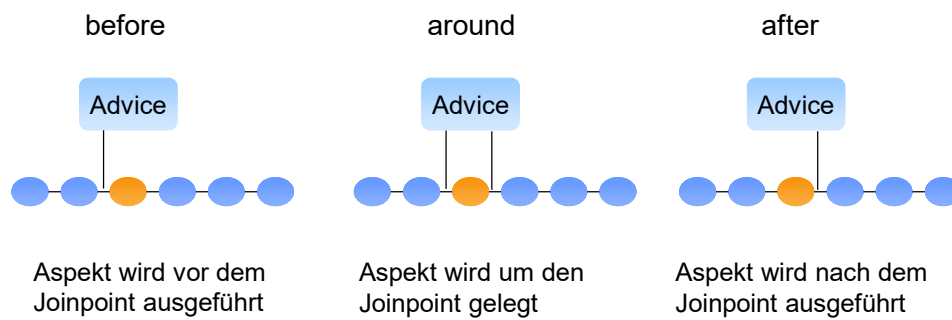 before
around
after
Advice
Advice
Advice
Aspekt wird vor dem
Joinpoint ausgeführt
Aspekt wird um den
Joinpoint gelegt
Aspekt wird nach dem
Joinpoint ausgeführt